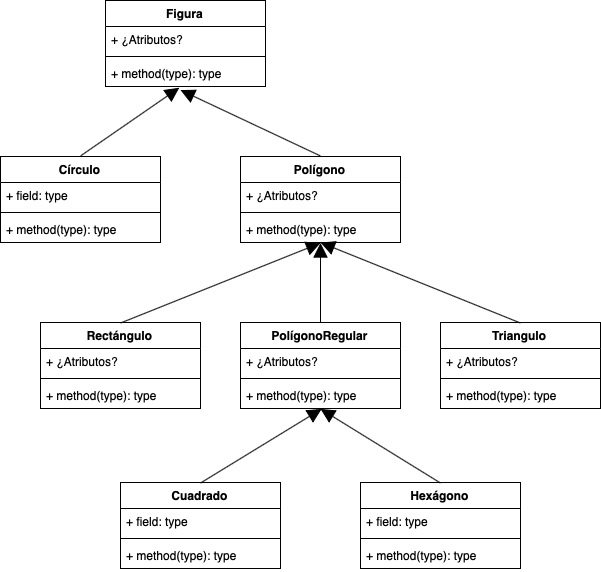 Figura
+ ¿Atributos?
+ method(type): type
Círculo
+ field: type
+ method(type): type
Polígono
+ ¿Atributos?
+ method(type): type
Rectángulo
+ ¿Atributos?
+ method(type): type
PolígonoRegular
+ ¿Atributos?
+ method(type): type
Triangulo
+ ¿Atributos?
+ method(type): type
Cuadrado
+ field: type
+ method(type): type
Hexágono
+ field: type
+ method(type): type